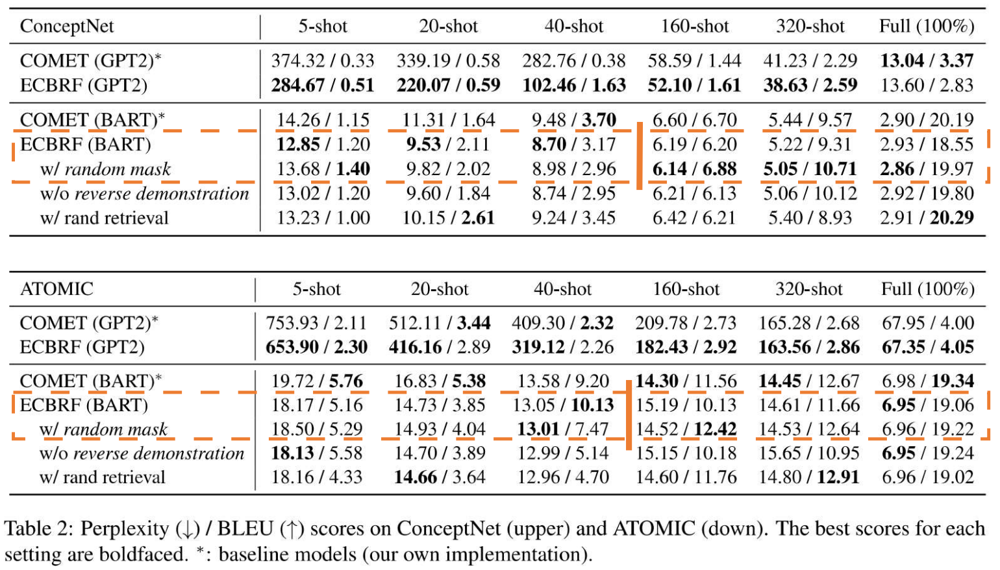 ConceptNet 5-shot 20-shot 40-shot 160-shot 320-shot Full (100%)
COMET (GPT2)* 374.32 / 0.33 339.19 / 0.58 282.76 / 0.38 58.59 / 1.44 41.23 / 2.29 13.04 / 3.37
ECBRF (GPT2) 284.67 / 0.51 220.07 / 0.59 102.46 / 1.63 52.10 / 1.61 38.63 / 2.59 13.60 / 2.83
COMET (BART)* 14.26 / 1.15 11.31 / 1.64 9.48 / 3.70 6.60 / 6.70 5.44 / 9.57 2.90 / 20.19
ECBRF (BART) 12.85 / 1.20 9.53 / 2.11 8.70 / 3.17 6.19 / 6.20 5.22 / 9.31 2.93 / 18.55
w/ random mask 13.68 / 1.40 9.82 / 2.02 8.98 / 2.96 6.14 / 6.88 5.05 / 10.71 2.86 / 19.97
w/o reverse demonstration 13.02 / 1.20 9.60 / 1.84 8.74 / 2.95 6.21 / 6.13 5.06 / 10.12 2.92 / 19.80
w/ rand retrieval 13.23 / 1.00 10.15 / 2.61 9.24 / 3.45 6.42 / 6.21 5.40 / 8.93 2.91 / 20.29
ATOMIC 5-shot 20-shot 40-shot 160-shot 320-shot Full (100%)
COMET (GPT2)* 753.93 / 2.11 512.11 / 3.44 409.30 / 2.32 209.78 / 2.73 165.28 / 2.68 67.95 / 4.00
ECBRF (GPT2) 653.90 / 2.30 416.16 / 2.89 319.12 / 2.26 182.43 / 2.92 163.56 / 2.86 67.35 / 4.05
COMET (BART)* 19.72 / 5.76 16.83 / 5.38 13.58 / 9.20 14.30 / 11.56 14.45 / 12.67 6.98 / 19.34
ECBRF (BART) 18.17 / 5.16 14.73 / 3.85 13.05 / 10.13 15.19 / 10.13 14.61 / 11.66 6.95 / 19.06
w/ random mask 18.50 / 5.29 14.93 / 4.04 13.01 / 7.47 14.52 / 12.42 14.53 / 12.64 6.96 / 19.22
w/o reverse demonstration 18.13 / 5.58 14.70 / 3.89 12.99 / 5.14 15.15 / 10.18 15.65 / 10.95 6.95 / 19.24
w/ rand retrieval 18.16 / 4.33 14.66 / 3.64 12.96 / 4.70 14.60 / 11.76 14.80 / 12.91 6.96 / 19.02
Table 2: Perplexity (↓) / BLEU (↑) scores on ConceptNet (upper) and ATOMIC (down). The best scores for each
setting are boldfaced. *: baseline models (our own implementation).